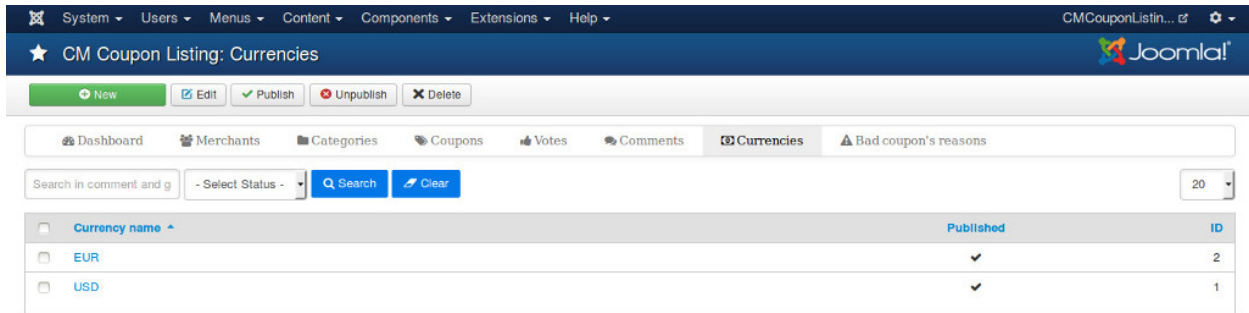 System Users Menus Content Components Extensions Help CMCouponListin...
CM Coupon Listing: Currencies Joomla!
New Edit Publish Unpublish Delete
Dashboard Merchants Categories Coupons Votes Comments Currencies Bad coupon's reasons
Search in comment and g - Select Status - Search Clear 20
Currency name Published ID
EUR 2
USD 1